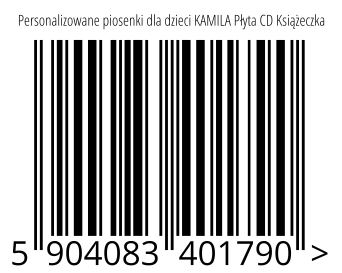 Personalizowane piosenki dla dzieci KAMILA Płyta CD Książeczka
5 904083 401790 >